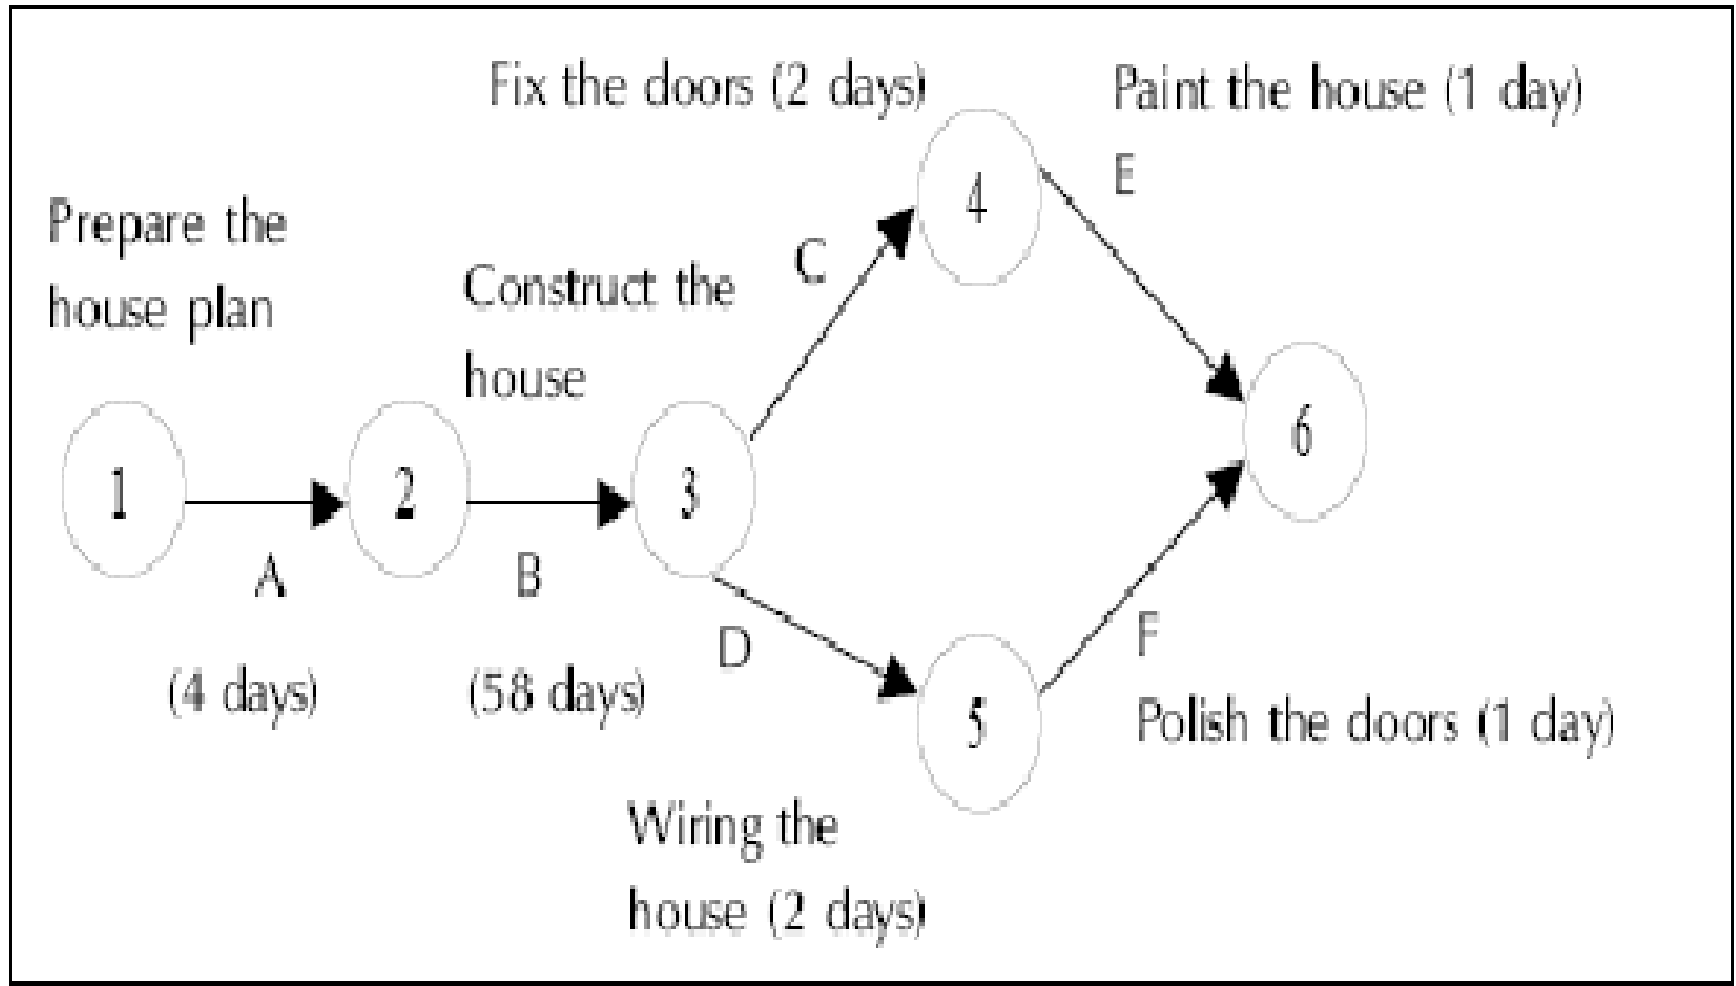 Fix the doors (2 days)
Paint the house (1 day)
E
4
Prepare the
house plan
C
Construct the
house
6
1
2
3
A
B
D
F
(4 days)
(58 days)
5
Polish the doors (1 day)
Wiring the
house (2 days)